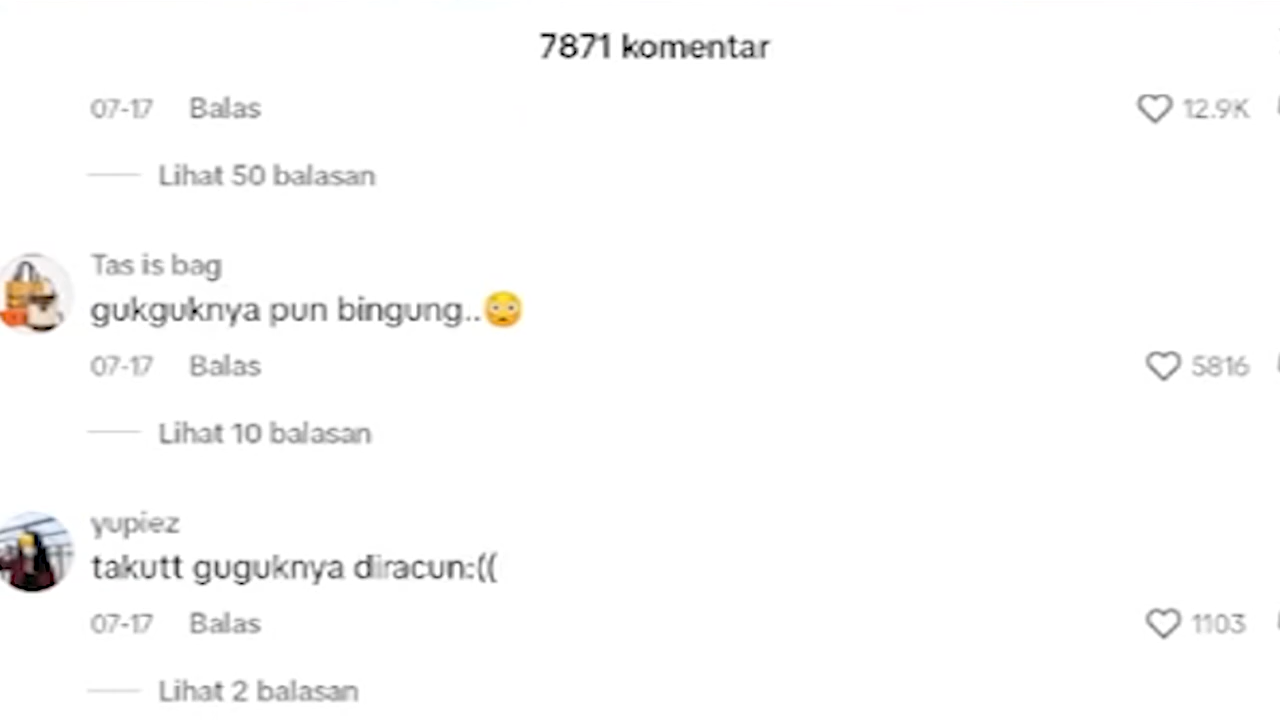 7871 komentar
07-17 Balas 12.9K
Lihat 50 balasan
Tas is bag
gukguknya pun bingung..😳
07-17 Balas 5816
Lihat 10 balasan
yupiez
takutt guguknya diracun:((
07-17 Balas 1103
Lihat 2 balasan